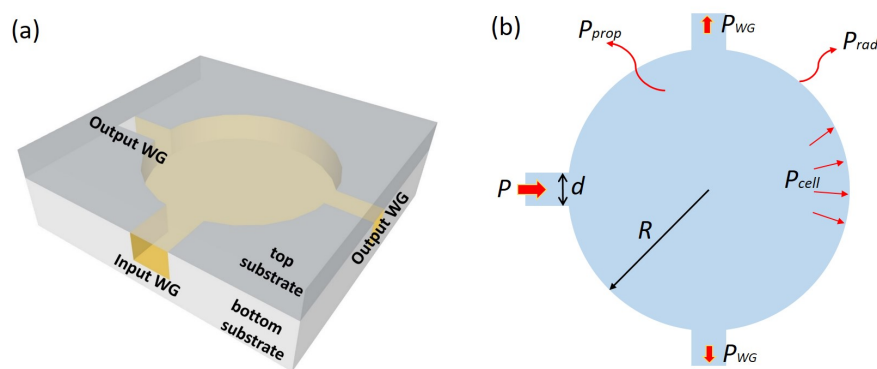 (a)
Output WG
Output WG
Input WG
top
substrate
bottom
substrate
(b)
P_WG
P_prop
P_rad
P
d
P_cell
R
P_WG